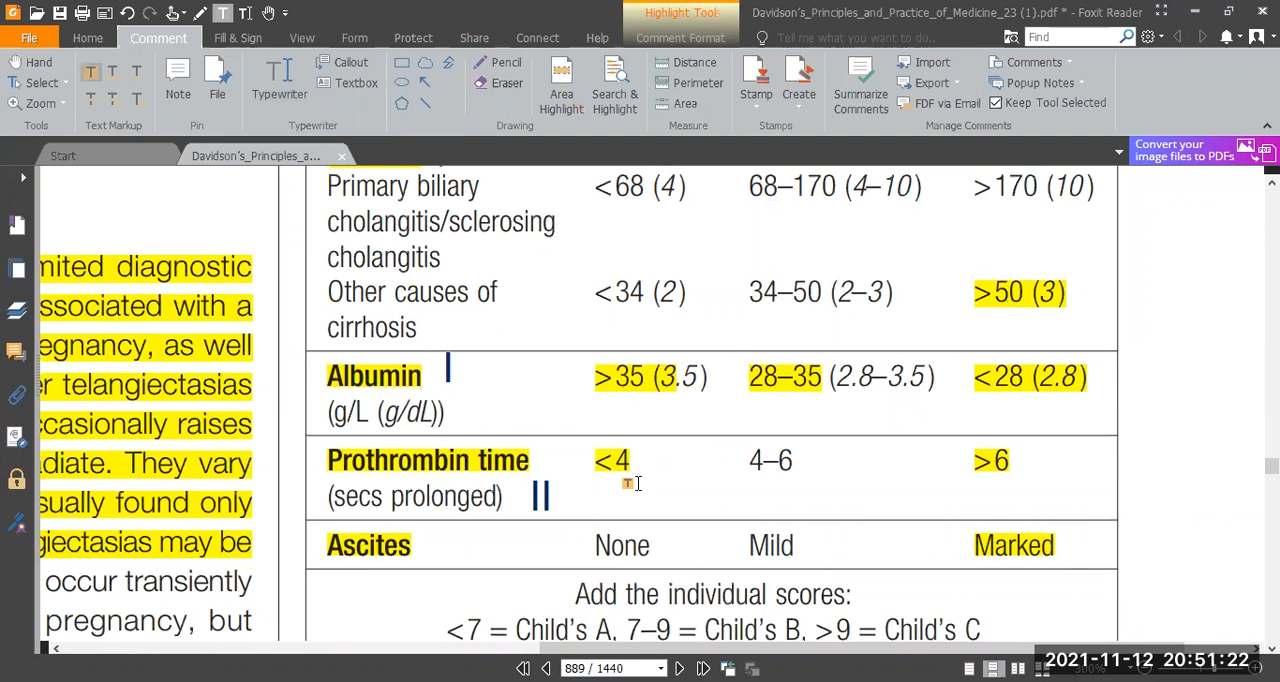 Highlight Tools
Davidson's_Principles_and_Practice_of_Medicine_23 (1).pdf * - Foxit Reader
File Home Comment Fill & Sign View Form Protect Share Connect Help Comment Format Tell me what you want to do.. Find
Hand
Select
Zoom
Tools
T T T
T T T
Text Markup
Note
File
Pin
Typewriter
Callout
Textbox
Typewriter
Pencil
Eraser
Drawing
Area Highlight
Search & Highlight
Distance
Perimeter
Area
Measure
Stamp
Create
Stamps
Summarize Comments
Import
Export
FDF via Email
Comments
Popup Notes
Keep Tool Selected
Manage Comments
Start
Davidson's_Principles_a...
Convert your
image files to PDFs
mited diagnostic
ssociated with a
egnancy, as well
er telangiectasias
ccasionally raises
diate. They vary
sually found only
giectasias may be
occur transiently
pregnancy, but
Primary biliary <68 (4) 68–170 (4–10) >170 (10)
cholangitis/sclerosing
cholangitis
Other causes of <34 (2) 34–50 (2–3) >50 (3)
cirrhosis
Albumin >35 (3.5) 28–35 (2.8–3.5) <28 (2.8)
(g/L (g/dL))
Prothrombin time <4 4–6 >6
(secs prolonged)
Ascites None Mild Marked
Add the individual scores:
<7 = Child's A, 7–9 = Child's B, >9 = Child's C
889 / 1440
2021-11-12 20:51:22